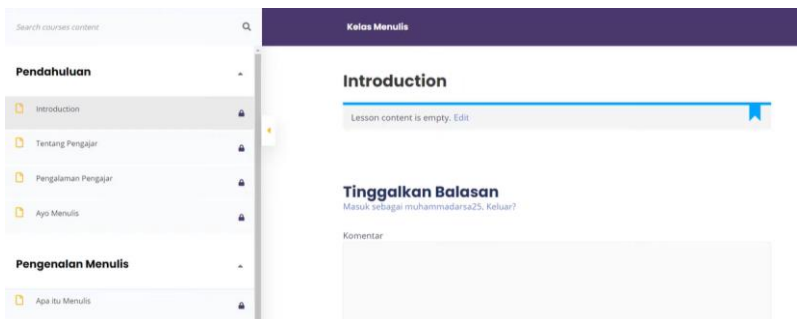 Search courses content
Pendahuluan
Introduction
Tentang Pengajar
Pengalaman Pengajar
Ayo Menulis
Pengenalan Menulis
Apa itu Menulis
Kelas Menulis
Introduction
Lesson content is empty. Edit
Tinggalkan Balasan
Masuk sebagai muhammadarsa25. Keluar?
Komentar